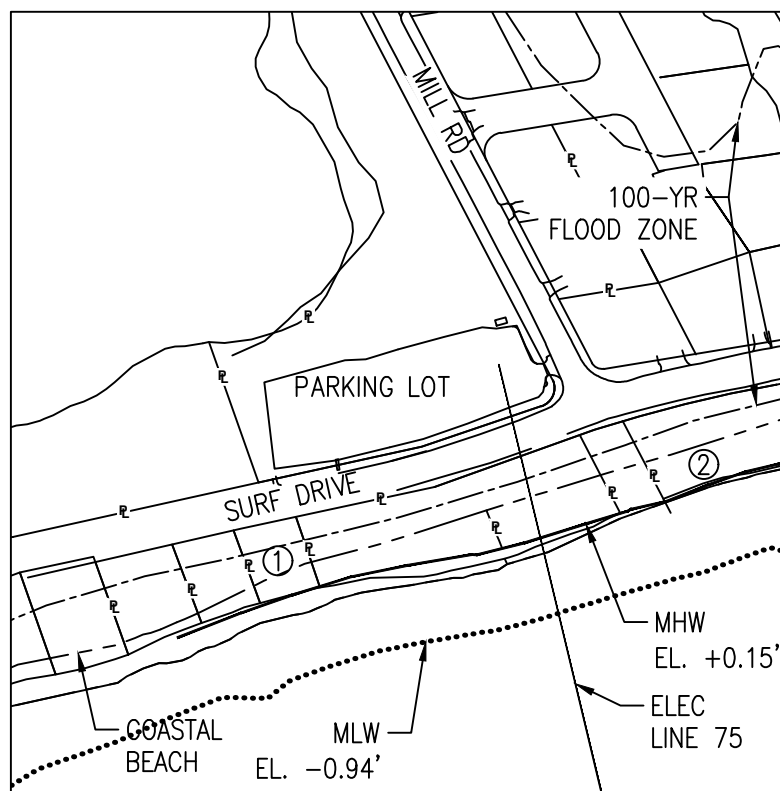 MILL RD
℄
100-YR
FLOOD ZONE
℄
℄
℄
PARKING LOT
SURF DRIVE
℄
℄
℄
②
℄
℄
①
℄
℄
℄
℄
MHW
EL. +0.15'
ELEC
LINE 75
COASTAL
BEACH
MLW
EL. -0.94'